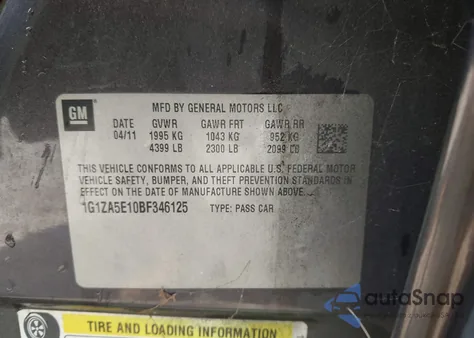 GM
MFD BY GENERAL MOTORS LLC
DATE GVWR GAWR FRT GAWR RR
04/11 1995 KG 1043 KG 952 KG
4399 LB 2300 LB 2099 LB
THIS VEHICLE CONFORMS TO ALL APPLICABLE U.S. FEDERAL MOTOR
VEHICLE SAFETY, BUMPER, AND THEFT PREVENTION STANDARDS IN
EFFECT ON THE DATE OF MANUFACTURE SHOWN ABOVE.
1G1ZA5E10BF346125 TYPE: PASS CAR
autoSnap
TIRE AND LOADING INFORMATION